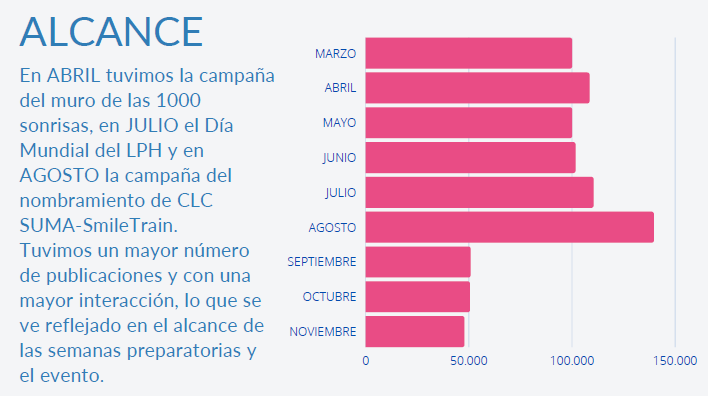 ALCANCE
En ABRIL tuvimos la campaña
del muro de las 1000
sonrisas, en JULIO el Día
Mundial del LPH y en
AGOSTO la campaña del
nombramiento de CLC
SUMA-SmileTrain.
Tuvimos un mayor número
de publicaciones y con una
mayor interacción, lo que se
ve reflejado en el alcance de
las semanas preparatorias y
el evento.
MARZO
ABRIL
MAYO
JUNIO
JULIO
AGOSTO
SEPTIEMBRE
OCTUBRE
NOVIEMBRE
0 50.000 100.000 150.000